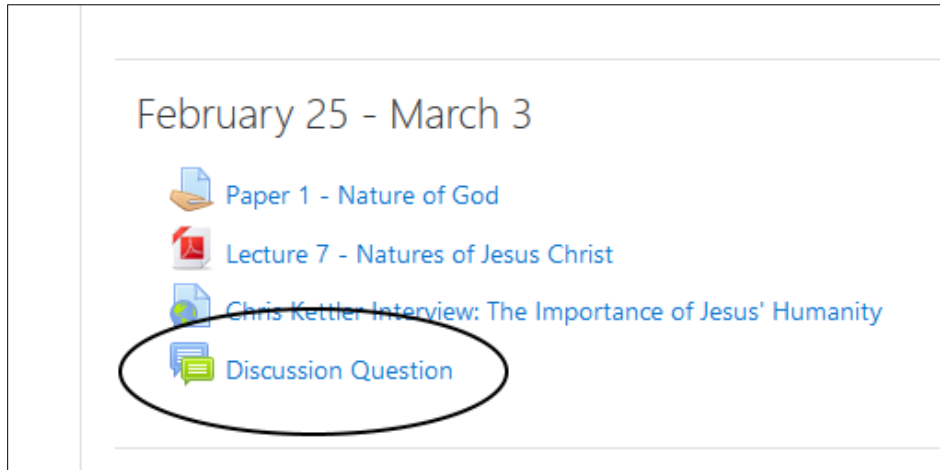 February 25 - March 3
Paper 1 - Nature of God
Lecture 7 - Natures of Jesus Christ
Chris Kettler Interview: The Importance of Jesus' Humanity
Discussion Question